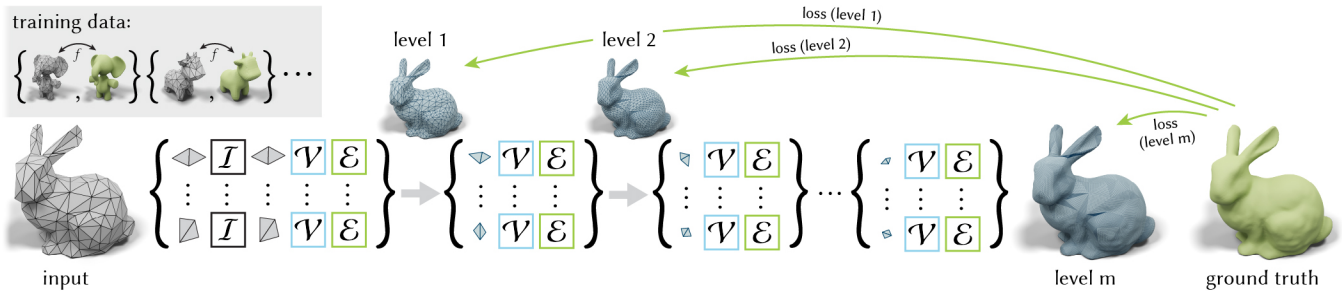 training data:
{ f , } { f , } ...
level 1
level 2
loss (level 1)
loss (level 2)
loss
(level m)
{ I V E } { V E } { V E } ... { V E }
{ I V E } { V E } { V E } ... { V E }
input
level m
ground truth